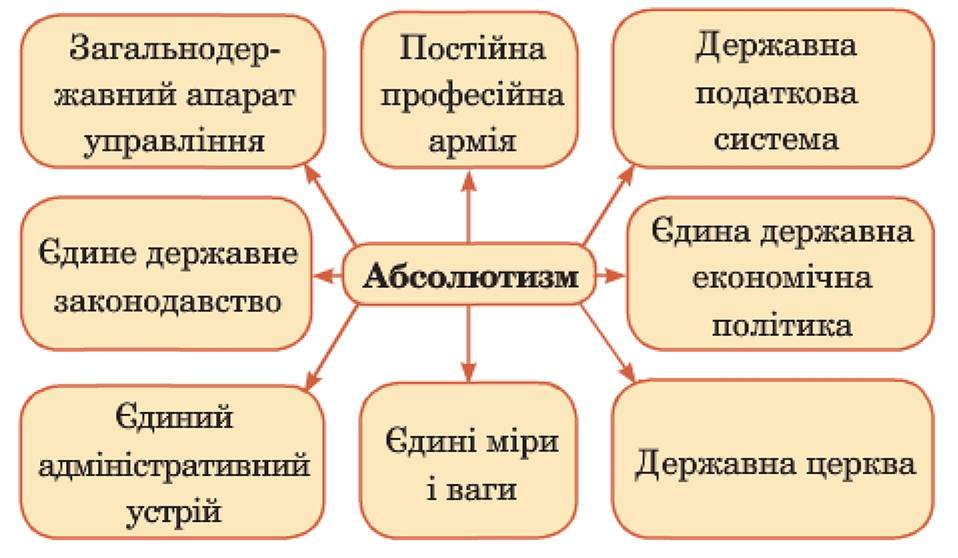 Загальнодер-
жавний апарат
управління
Постійна
професійна
армія
Державна
податкова
система
Єдине державне
законодавство
Абсолютизм
Єдина державна
економічна
політика
Єдиний
адміністративний
устрій
Єдині міри
і ваги
Державна церква